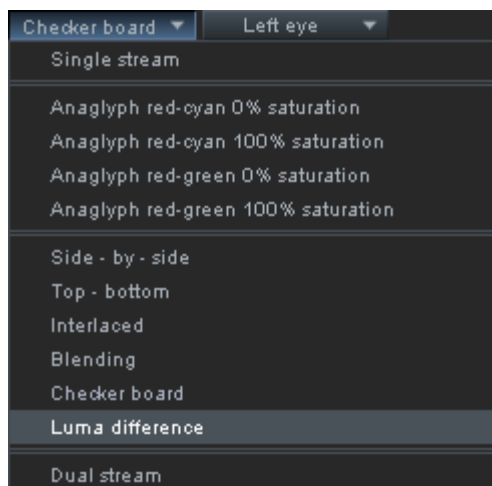 Checker board Left eye
Single stream
Anaglyph red-cyan 0% saturation
Anaglyph red-cyan 100% saturation
Anaglyph red-green 0% saturation
Anaglyph red-green 100% saturation
Side - by - side
Top - bottom
Interlaced
Blending
Checker board
Luma difference
Dual stream